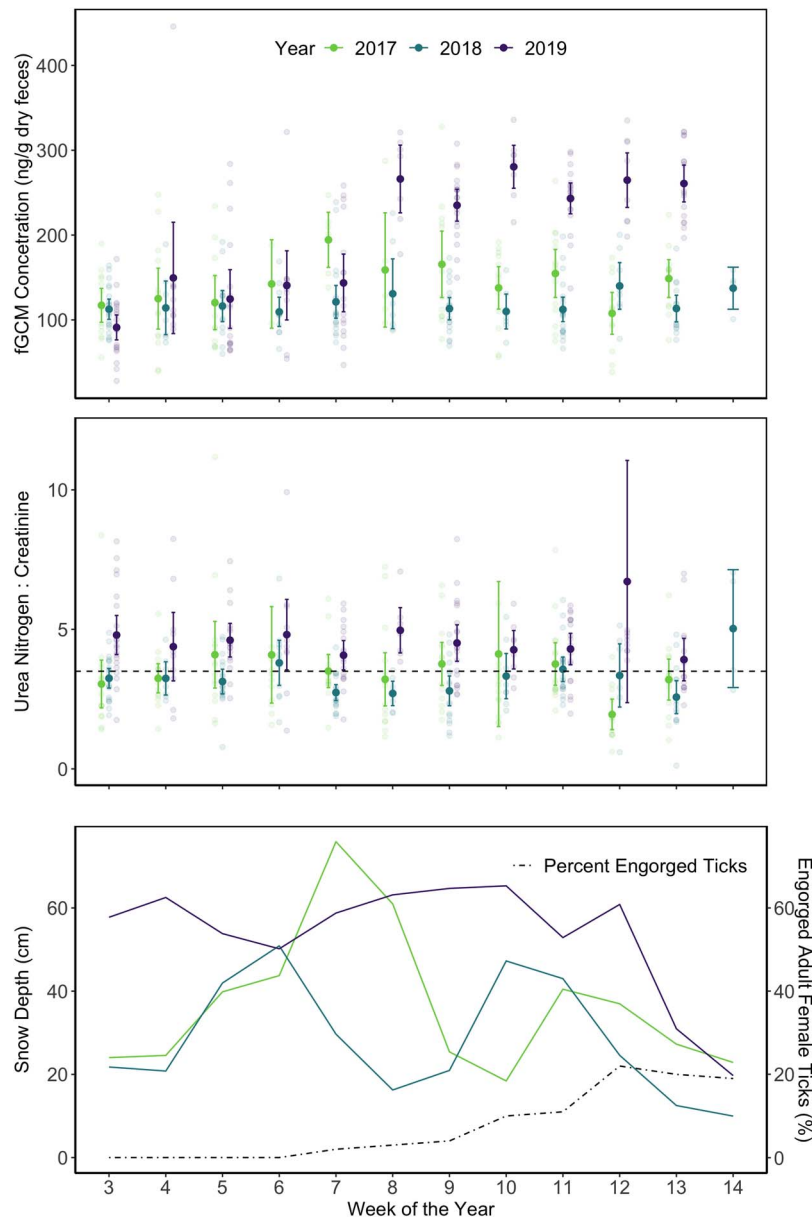 Year 2017 2018 2019
fGCM Concetration (ng/g dry feces)
400
300
200
100
Urea Nitrogen : Creatinine
10
5
0
Percent Engorged Ticks
Snow Depth (cm)
60
40
20
0
60
40
20
0
Engorged Adult Female Ticks (%)
3 4 5 6 7 8 9 10 11 12 13 14
Week of the Year